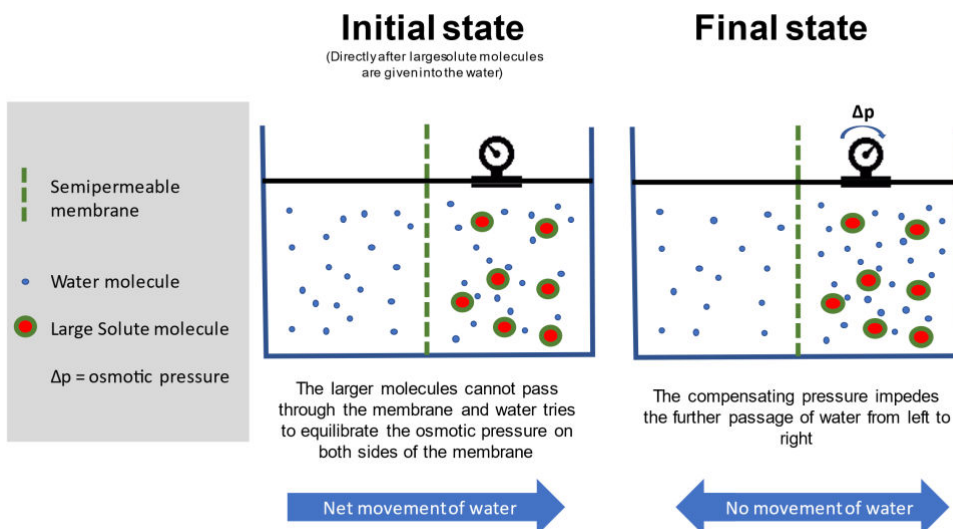 Initial state
(Directly after largesolute molecules
are given into the water)
Final state
Δp
Semipermeable
membrane
Water molecule
Large Solute molecule
Δp = osmotic pressure
The larger molecules cannot pass
through the membrane and water tries
to equilibrate the osmotic pressure on
both sides of the membrane
The compensating pressure impedes
the further passage of water from left to
right
Net movement of water
No movement of water